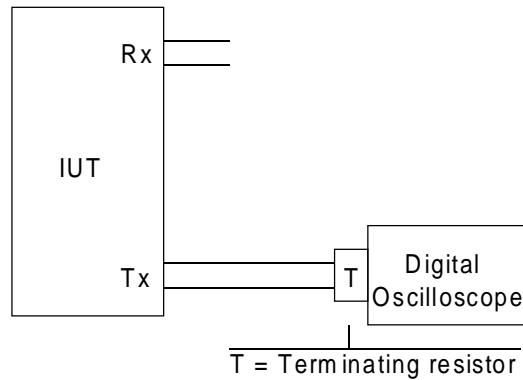 Rx
IUT
Tx
T
Digital
Oscilloscope
T = Terminating resistor